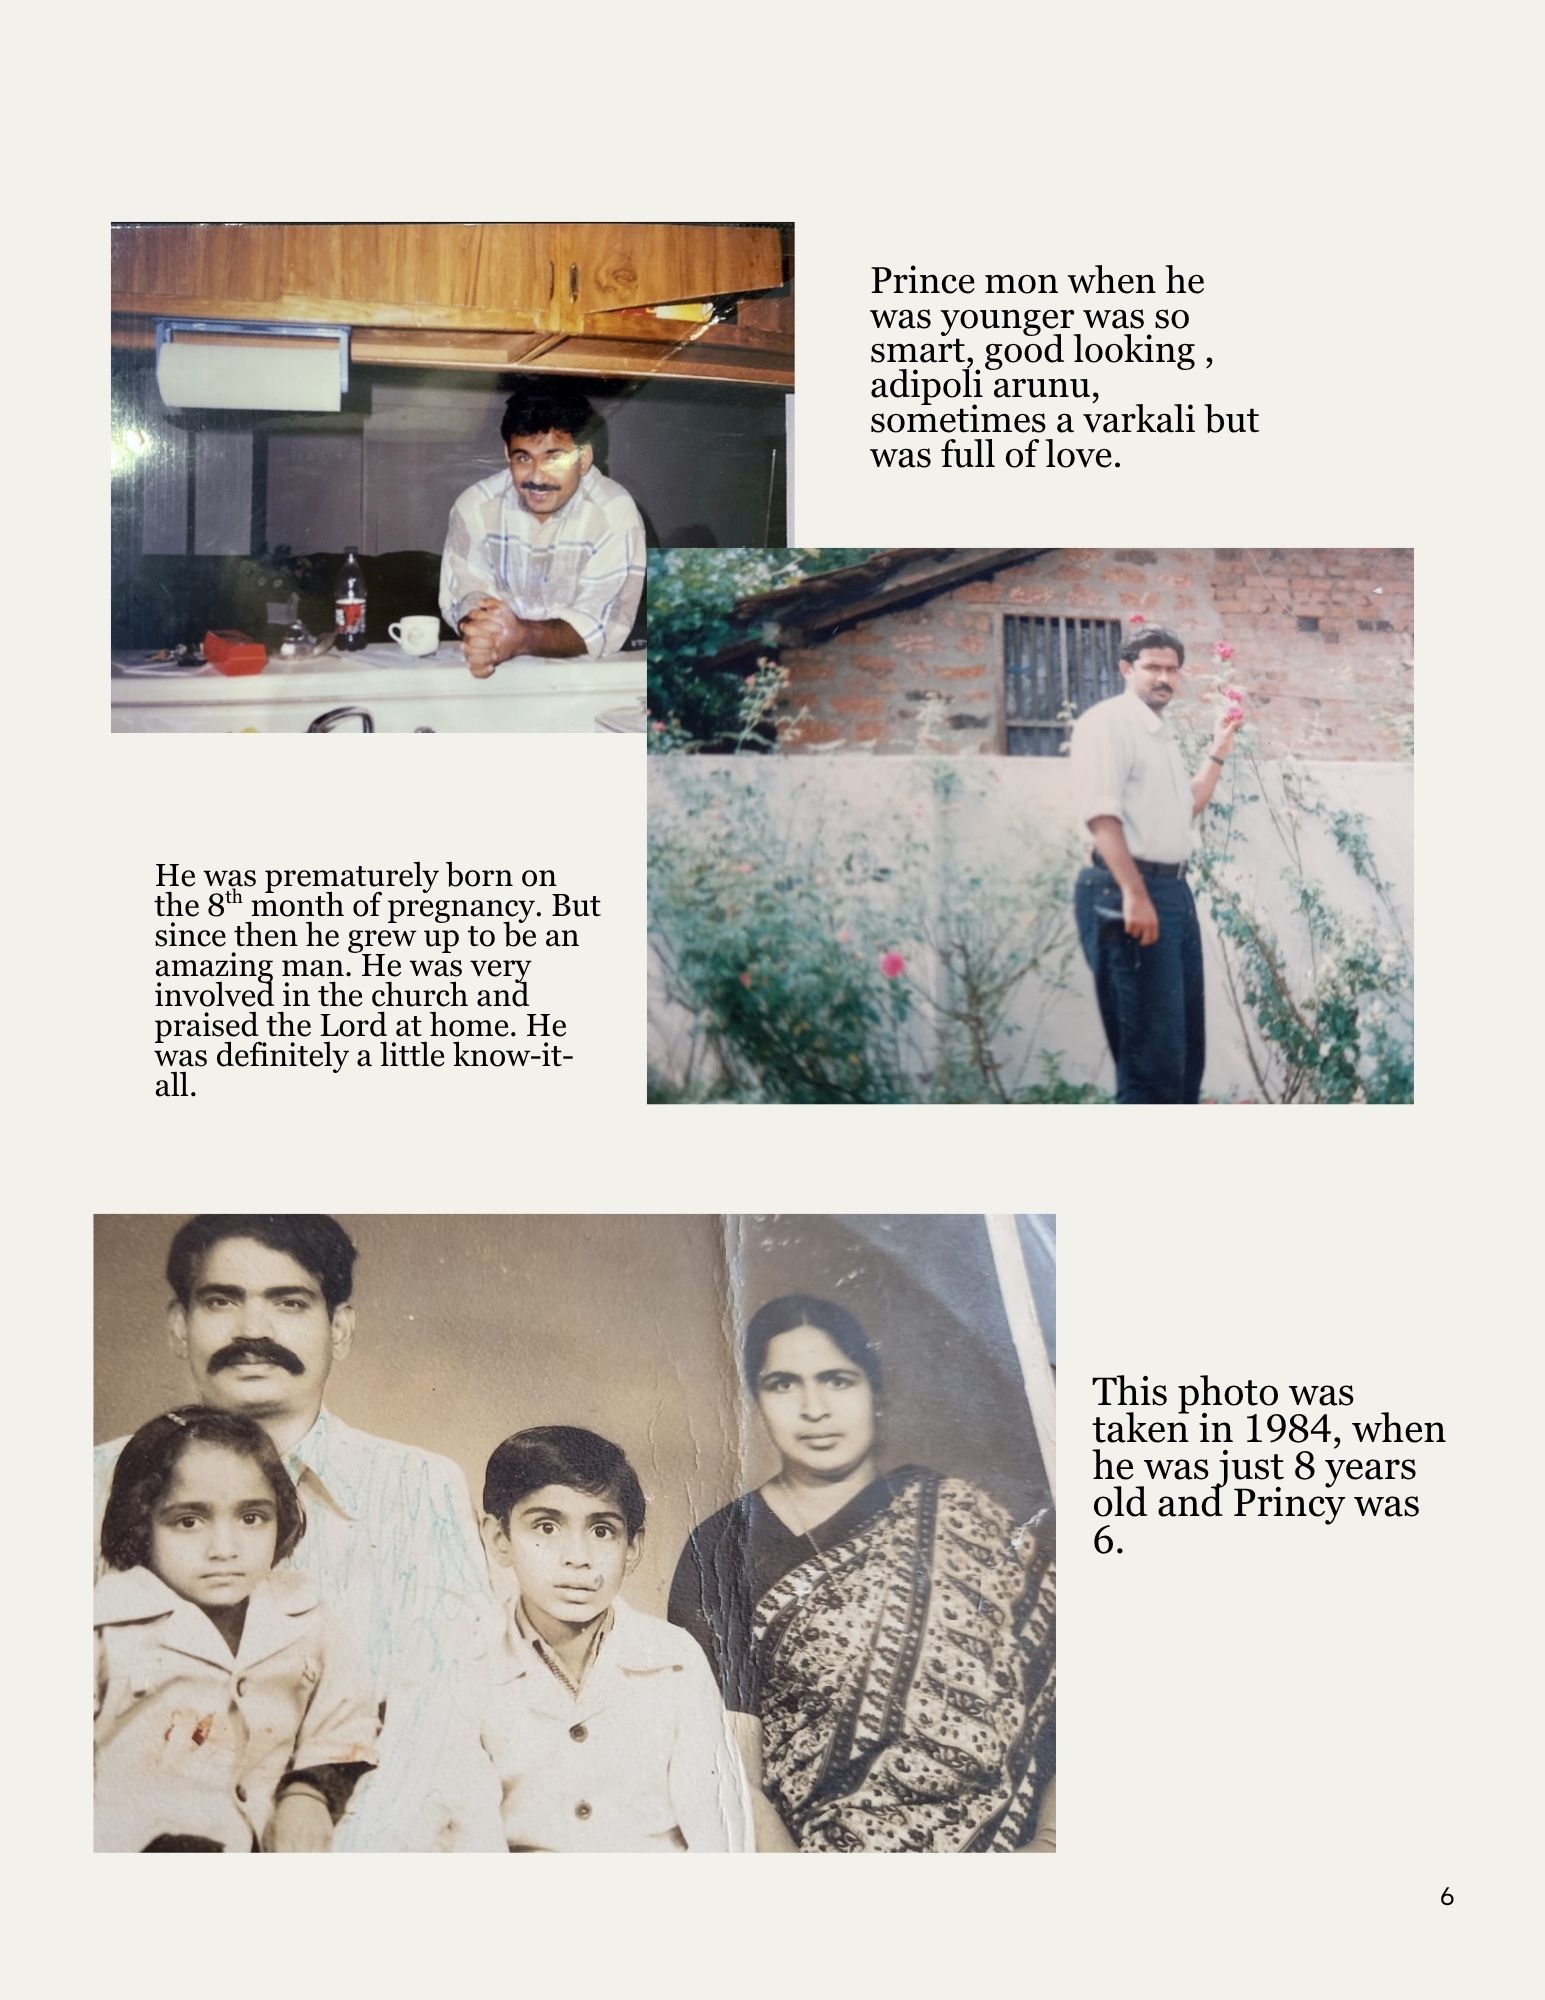 Prince mon when he
was younger was so
smart, good looking ,
adipoli arunu,
sometimes a varkali but
was full of love.
He was prematurely born on
the 8th month of pregnancy. But
since then he grew up to be an
amazing man. He was very
involved in the church and
praised the Lord at home. He
was definitely a little know-it-
all.
This photo was
taken in 1984, when
he was just 8 years
old and Princy was
6.
6